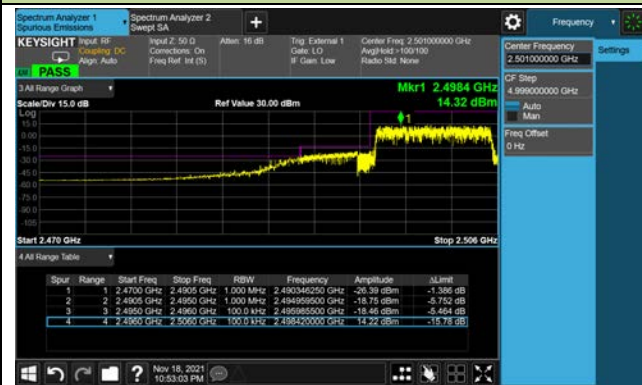 Spectrum Analyzer 1
Spurious Emissions
Spectrum Analyzer 2
Swept SA
Frequency
KEYSIGHT
Input: RF
Coupling: DC
Align: Auto
Input Z: 50 Ω
Corrections: On
Freq Ref: Int (S)
Atten: 16 dB
Trig: External 1
Gate: LO
IF Gain: Low
Center Freq: 2.501000000 GHz
Avg|Hold:>100/100
Radio Std: None
PASS
Center Frequency
2.501000000 GHz
Settings
CF Step
4.999000000 GHz
Auto
Man
Freq Offset
0 Hz
3 All Range Graph
Mkr1 2.4984 GHz
Scale/Div 15.0 dB
Ref Value 30.00 dBm
14.32 dBm
Log
15.0
0.00
-15.0
-30.0
-45.0
-60.0
-75.0
-90.0
-105
1
Start 2.470 GHz
Stop 2.506 GHz
4 All Range Table
Spur Range Start Freq Stop Freq RBW Frequency Amplitude ΔLimit
1 1 2.4700 GHz 2.4905 GHz 1.000 MHz 2.490346250 GHz -26.39 dBm -1.386 dB
2 2 2.4905 GHz 2.4950 GHz 1.000 MHz 2.494959500 GHz -18.75 dBm -5.752 dB
3 3 2.4950 GHz 2.4960 GHz 100.0 kHz 2.495985500 GHz -18.46 dBm -5.464 dB
4 4 2.4960 GHz 2.5060 GHz 100.0 kHz 2.498420000 GHz 14.22 dBm -15.78 dB
Nov 18, 2021
10:53:03 PM